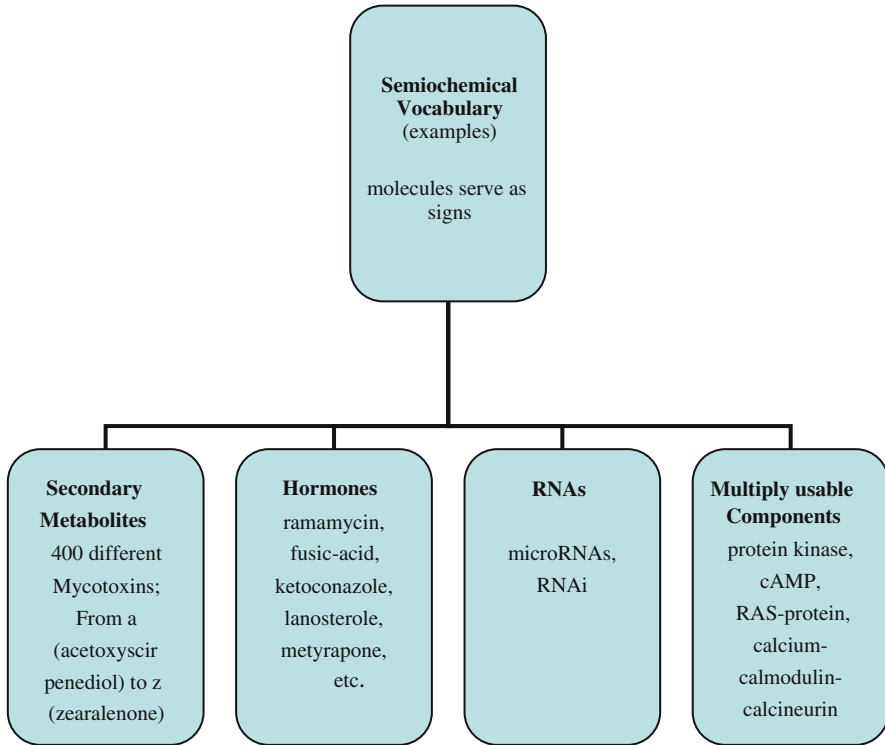 Semiochemical
Vocabulary
(examples)
molecules serve as
signs
Secondary
Metabolites
400 different
Mycotoxins;
From a
(acetoxyscir
penediol) to z
(zearalenone)
Hormones
ramamycin,
fusic-acid,
ketoconazole,
lanosterole,
metyrapone,
etc.
RNAs
microRNAs,
RNAi
Multiply usable
Components
protein kinase,
cAMP,
RAS-protein,
calcium-
calmodulin-
calcineurin